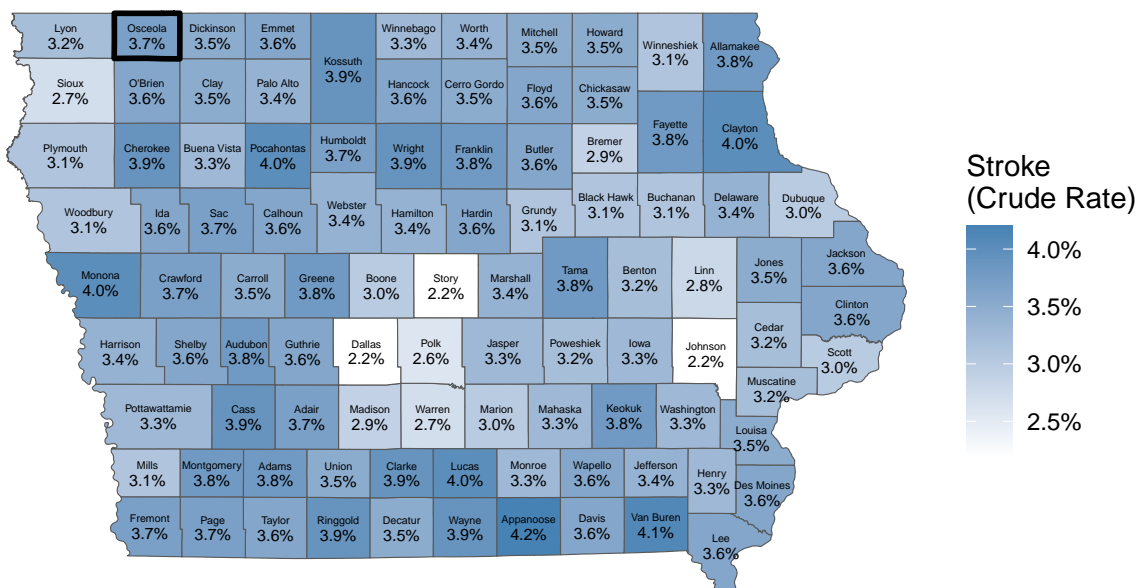 Lyon
3.2%
Osceola
3.7%
Dickinson
3.5%
Emmet
3.6%
Kossuth
3.9%
Winnebago
3.3%
Worth
3.4%
Mitchell
3.5%
Howard
3.5%
Winneshiek
3.1%
Allamakee
3.8%
Sioux
2.7%
O'Brien
3.6%
Clay
3.5%
Palo Alto
3.4%
Hancock
3.6%
Cerro Gordo
3.5%
Floyd
3.6%
Chickasaw
3.5%
Plymouth
3.1%
Cherokee
3.9%
Buena Vista
3.3%
Pocahontas
4.0%
Humboldt
3.7%
Wright
3.9%
Franklin
3.8%
Butler
3.6%
Bremer
2.9%
Fayette
3.8%
Clayton
4.0%
Woodbury
3.1%
Ida
3.6%
Sac
3.7%
Calhoun
3.6%
Webster
3.4%
Hamilton
3.4%
Hardin
3.6%
Grundy
3.1%
Black Hawk
3.1%
Buchanan
3.1%
Delaware
3.4%
Dubuque
3.0%
Monona
4.0%
Crawford
3.7%
Carroll
3.5%
Greene
3.8%
Boone
3.0%
Story
2.2%
Marshall
3.4%
Tama
3.8%
Benton
3.2%
Linn
2.8%
Jones
3.5%
Jackson
3.6%
Clinton
3.6%
Harrison
3.4%
Shelby
3.6%
Audubon
3.8%
Guthrie
3.6%
Dallas
2.2%
Polk
2.6%
Jasper
3.3%
Poweshiek
3.2%
Iowa
3.3%
Johnson
2.2%
Cedar
3.2%
Scott
3.0%
Muscatine
3.2%
Pottawattamie
3.3%
Cass
3.9%
Adair
3.7%
Madison
2.9%
Warren
2.7%
Marion
3.0%
Mahaska
3.3%
Keokuk
3.8%
Washington
3.3%
Louisa
3.5%
Mills
3.1%
Montgomery
3.8%
Adams
3.8%
Union
3.5%
Clarke
3.9%
Lucas
4.0%
Monroe
3.3%
Wapello
3.6%
Jefferson
3.4%
Henry
3.3%
Des Moines
3.6%
Fremont
3.7%
Page
3.7%
Taylor
3.6%
Ringgold
3.9%
Decatur
3.5%
Wayne
3.9%
Appanoose
4.2%
Davis
3.6%
Van Buren
4.1%
Lee
3.6%
Stroke
(Crude Rate)
4.0%
3.5%
3.0%
2.5%